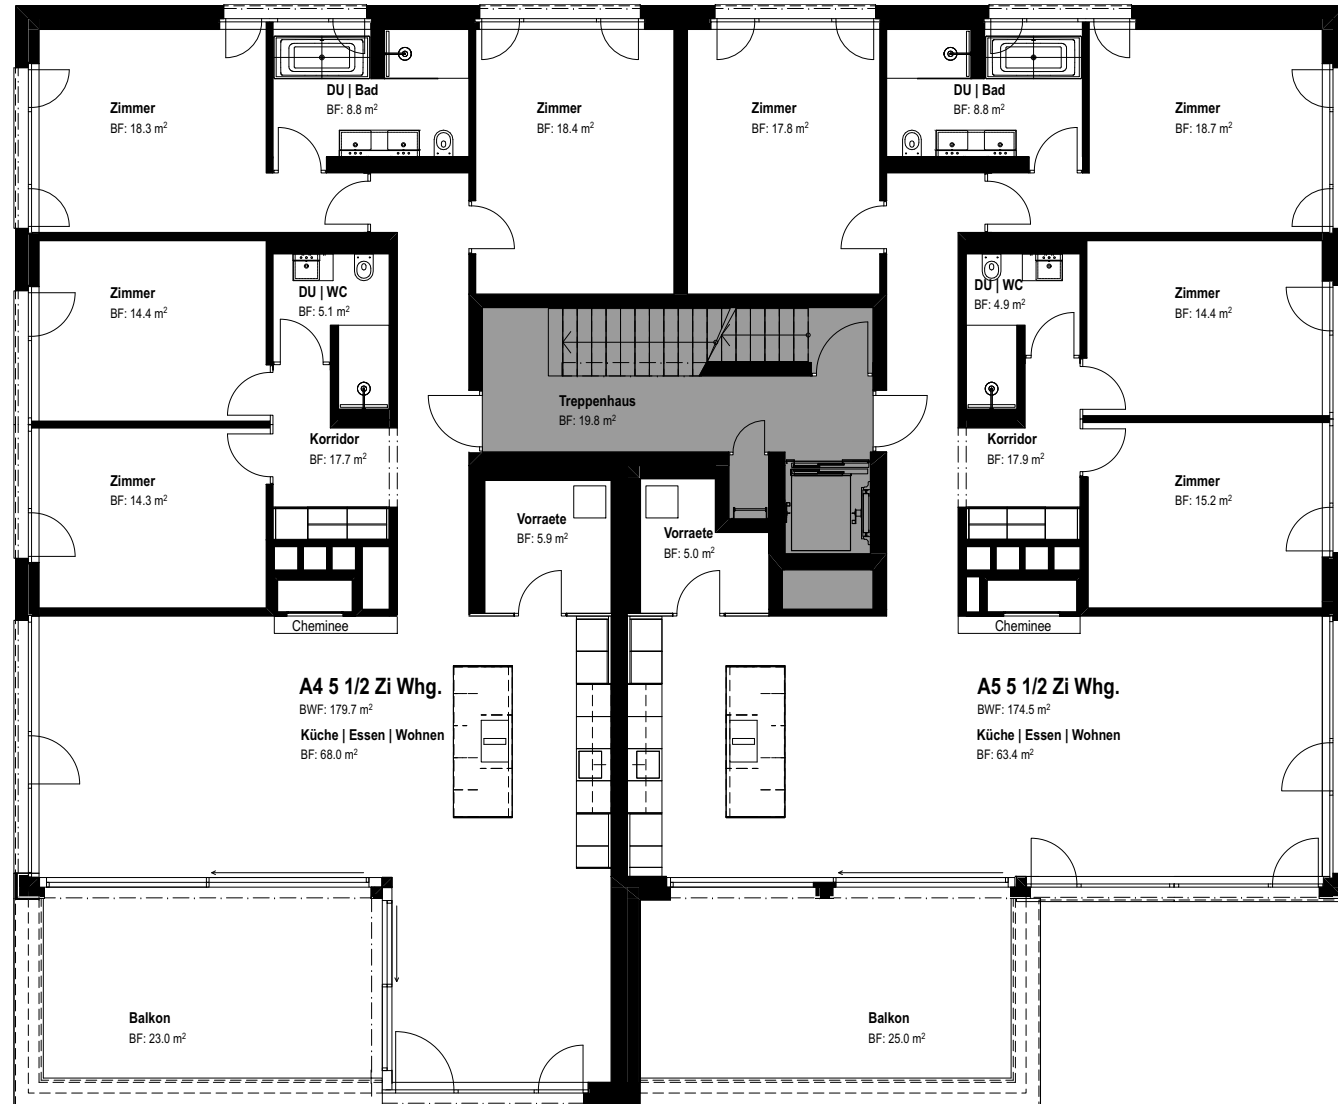 DU | Bad
BF: 8.8 m²
DU | Bad
BF: 8.8 m²
Zimmer
BF: 18.3 m²
Zimmer
BF: 18.4 m²
Zimmer
BF: 17.8 m²
Zimmer
BF: 18.7 m²
Zimmer
BF: 14.4 m²
DU | WC
BF: 5.1 m²
DU | WC
BF: 4.9 m²
Zimmer
BF: 14.4 m²
Treppenhaus
BF: 19.8 m²
Korridor
BF: 17.7 m²
Korridor
BF: 17.9 m²
Zimmer
BF: 14.3 m²
Zimmer
BF: 15.2 m²
Vorraete
BF: 5.9 m²
Vorraete
BF: 5.0 m²
Cheminee
Cheminee
A4 5 1/2 Zi Whg.
BWF: 179.7 m²
Küche | Essen | Wohnen
BF: 68.0 m²
A5 5 1/2 Zi Whg.
BWF: 174.5 m²
Küche | Essen | Wohnen
BF: 63.4 m²
Balkon
BF: 23.0 m²
Balkon
BF: 25.0 m²